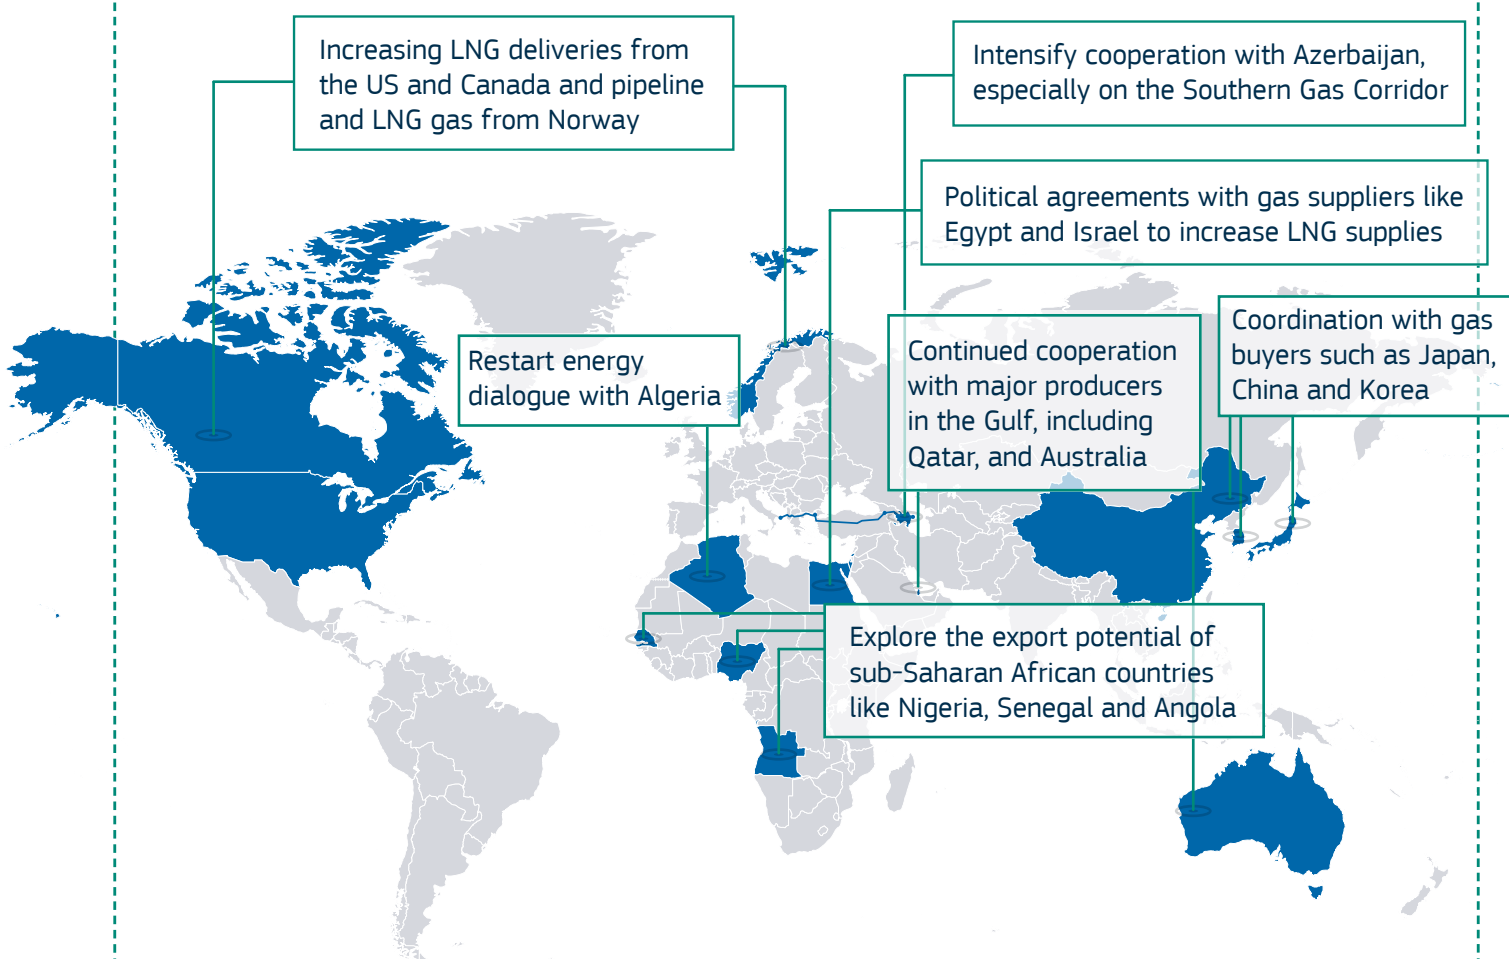 Increasing LNG deliveries from
the US and Canada and pipeline
and LNG gas from Norway
Intensify cooperation with Azerbaijan,
especially on the Southern Gas Corridor
Political agreements with gas suppliers like
Egypt and Israel to increase LNG supplies
Restart energy
dialogue with Algeria
Continued cooperation
with major producers
in the Gulf, including
Qatar, and Australia
Coordination with gas
buyers such as Japan,
China and Korea
Explore the export potential of
sub-Saharan African countries
like Nigeria, Senegal and Angola